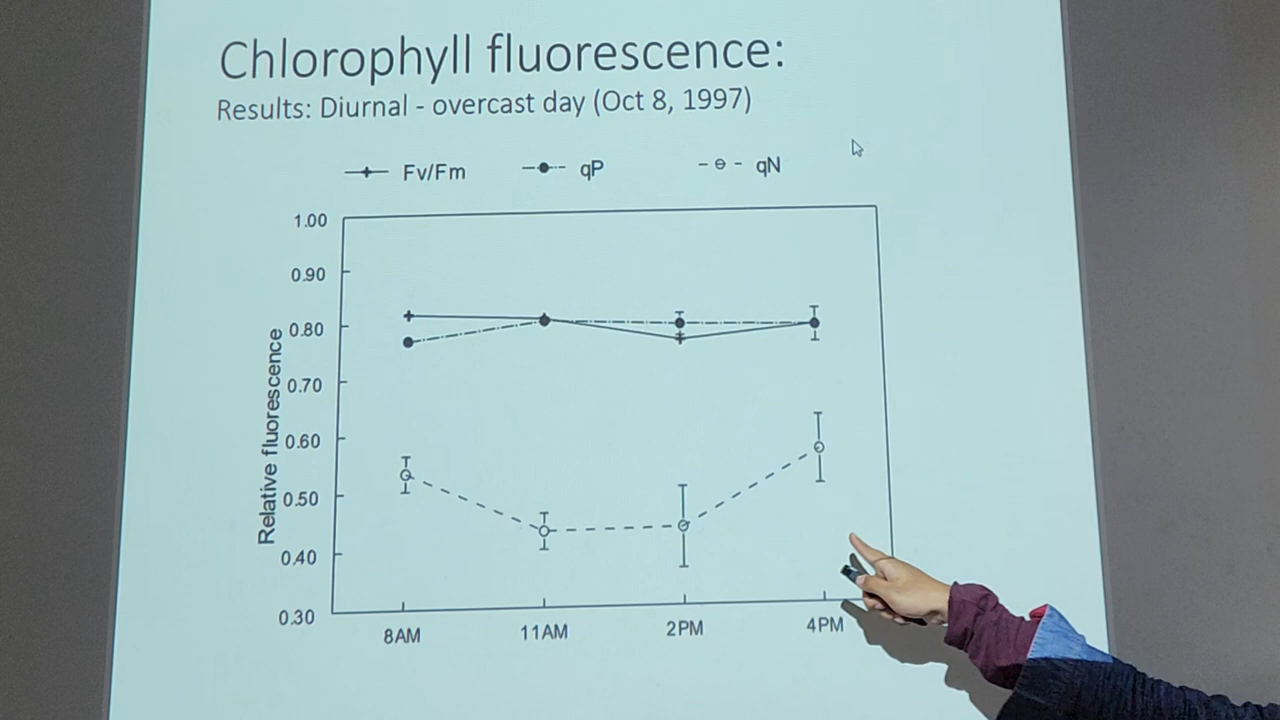 Chlorophyll fluorescence:
Results: Diurnal - overcast day (Oct 8, 1997)
Fv/Fm qP qN
1.00
0.90
0.80
0.70
0.60
0.50
0.40
0.30
Relative fluorescence
8AM 11AM 2PM 4PM